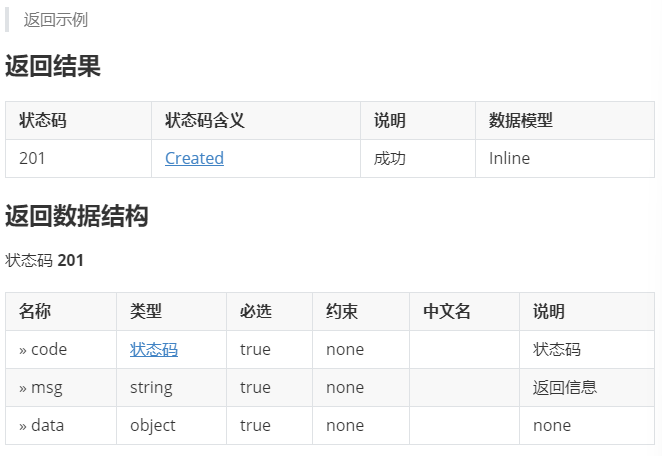 返回示例
返回结果
状态码 状态码含义 说明 数据模型
201 Created 成功 Inline
返回数据结构
状态码 201
名称 类型 必选 约束 中文名 说明
» code 状态码 true none 状态码
» msg string true none 返回信息
» data object true none none